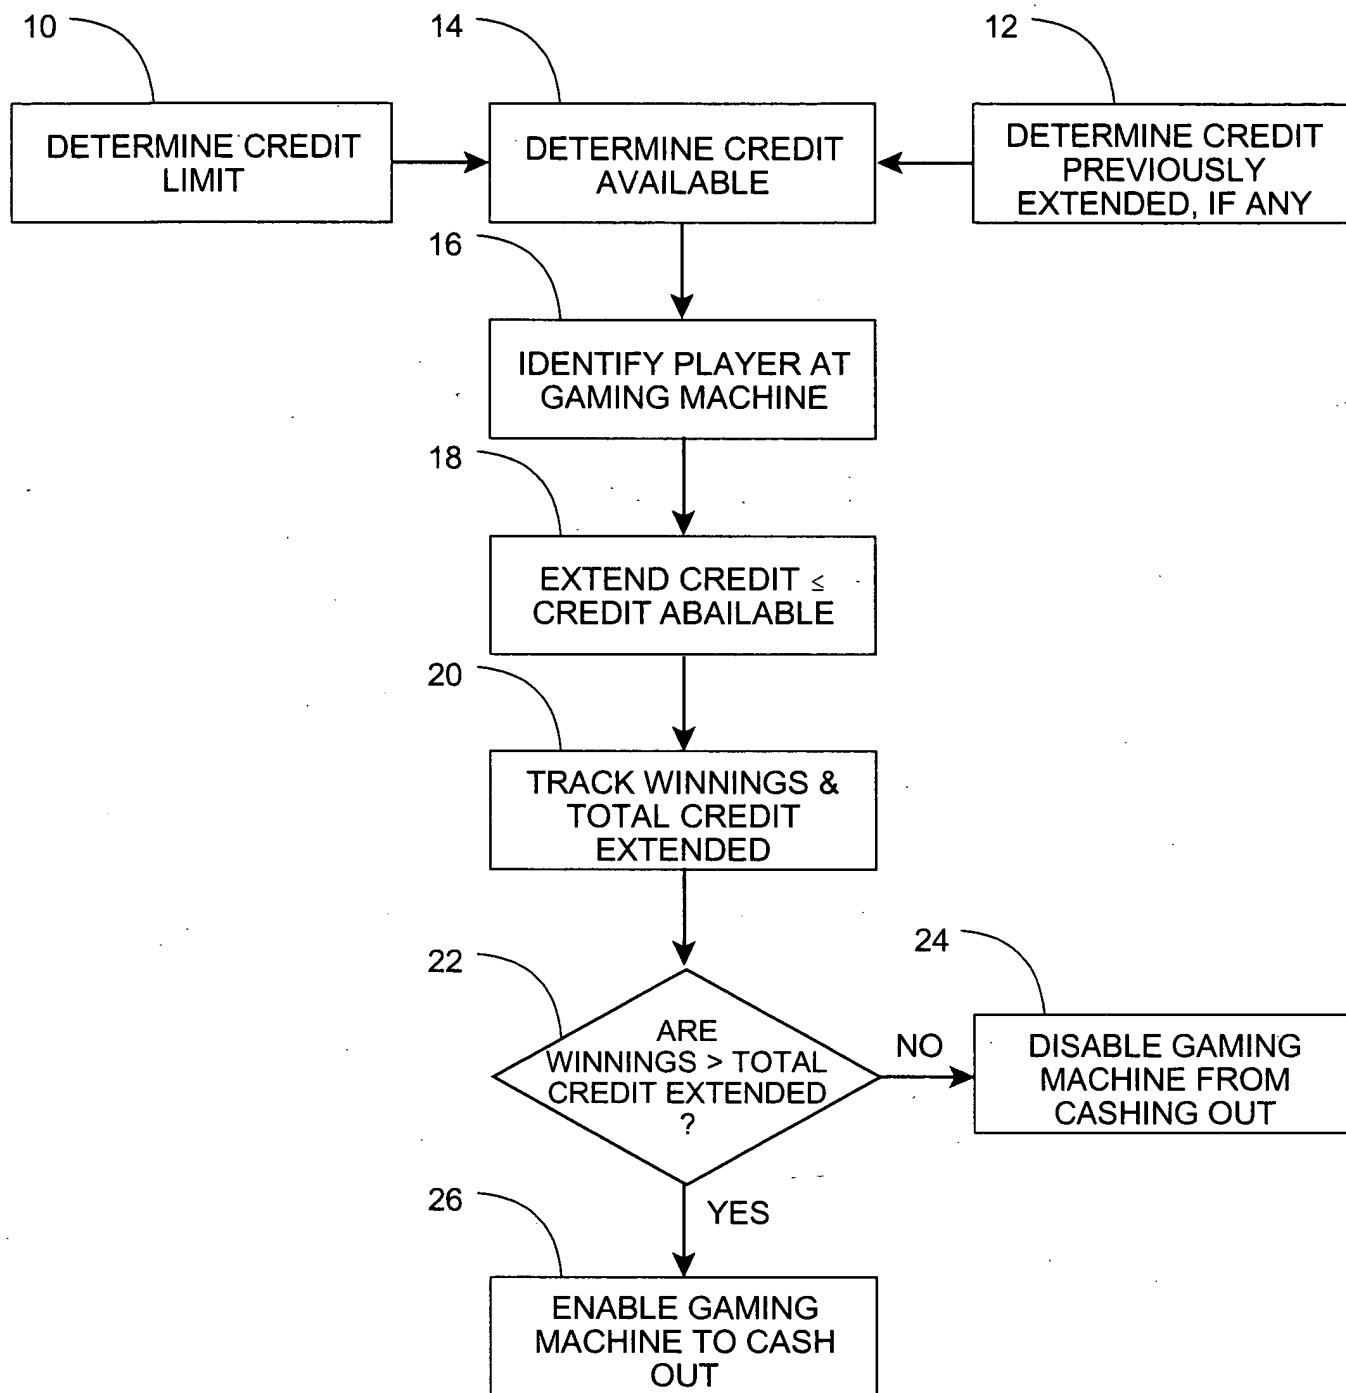 10
14
12
DETERMINE CREDIT
LIMIT
DETERMINE CREDIT
AVAILABLE
DETERMINE CREDIT
PREVIOUSLY
EXTENDED, IF ANY
16
IDENTIFY PLAYER AT
GAMING MACHINE
18
EXTEND CREDIT ≤
CREDIT ABAILABLE
20
TRACK WINNINGS &
TOTAL CREDIT
EXTENDED
22
ARE
WINNINGS > TOTAL
CREDIT EXTENDED
?
NO
24
DISABLE GAMING
MACHINE FROM
CASHING OUT
YES
26
ENABLE GAMING
MACHINE TO CASH
OUT